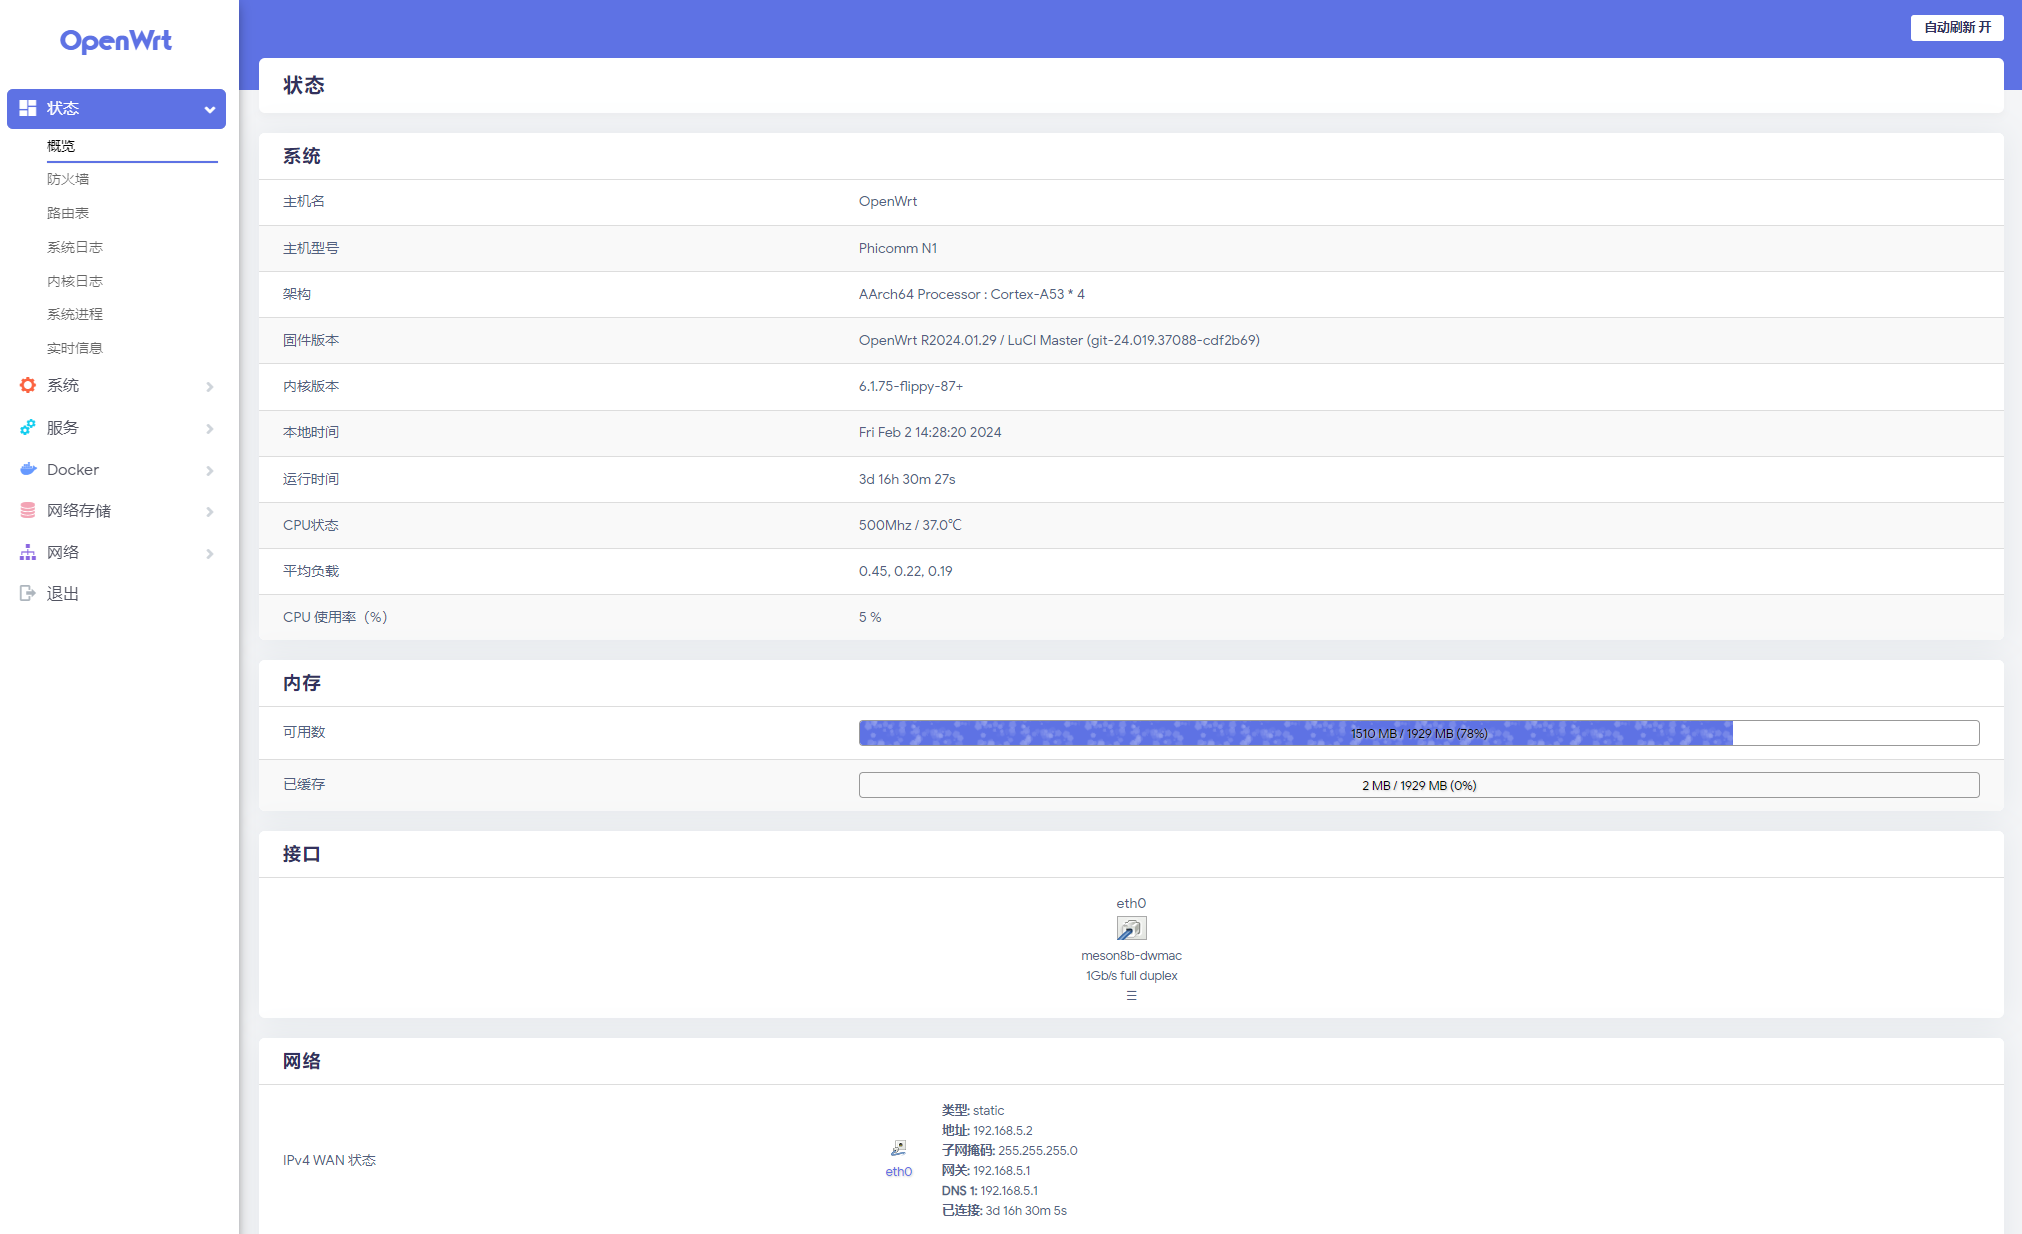 OpenWrt
自动刷新 开
状态
概览
防火墙
路由表
系统日志
内核日志
系统进程
实时信息
系统
服务
Docker
网络存储
网络
退出
状态
系统
主机名 OpenWrt
主机型号 Phicomm N1
架构 AArch64 Processor : Cortex-A53 * 4
固件版本 OpenWrt R2024.01.29 / LuCI Master (git-24.019.37088-cdf2b69)
内核版本 6.1.75-flippy-87+
本地时间 Fri Feb 2 14:28:20 2024
运行时间 3d 16h 30m 27s
CPU状态 500Mhz / 37.0℃
平均负载 0.45, 0.22, 0.19
CPU 使用率（%） 5 %
内存
可用数 1510 MB / 1929 MB (78%)
已缓存 2 MB / 1929 MB (0%)
接口
eth0
meson8b-dwmac
1Gb/s full duplex
网络
IPv4 WAN 状态
eth0
类型: static
地址: 192.168.5.2
子网掩码: 255.255.255.0
网关: 192.168.5.1
DNS 1: 192.168.5.1
已连接: 3d 16h 30m 5s